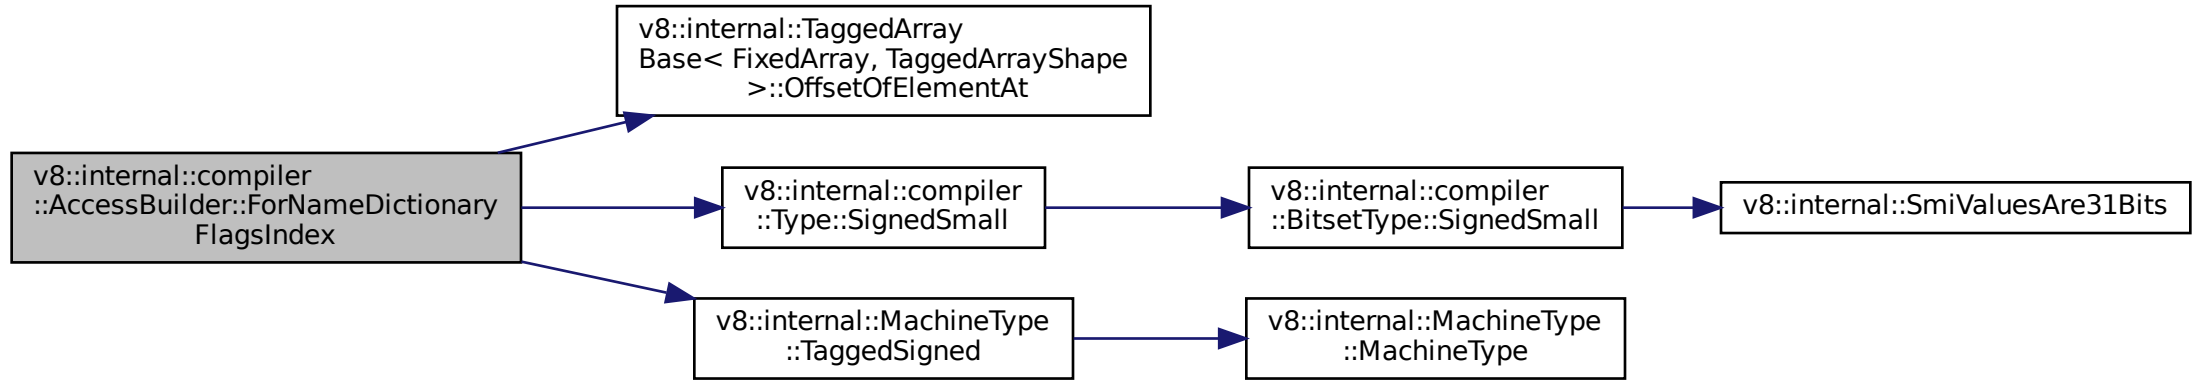 v8::internal::TaggedArray
Base< FixedArray, TaggedArrayShape
>::OffsetOfElementAt
v8::internal::compiler
::AccessBuilder::ForNameDictionary
FlagsIndex
v8::internal::compiler
::Type::SignedSmall
v8::internal::compiler
::BitsetType::SignedSmall
v8::internal::SmiValuesAre31Bits
v8::internal::MachineType
::TaggedSigned
v8::internal::MachineType
::MachineType